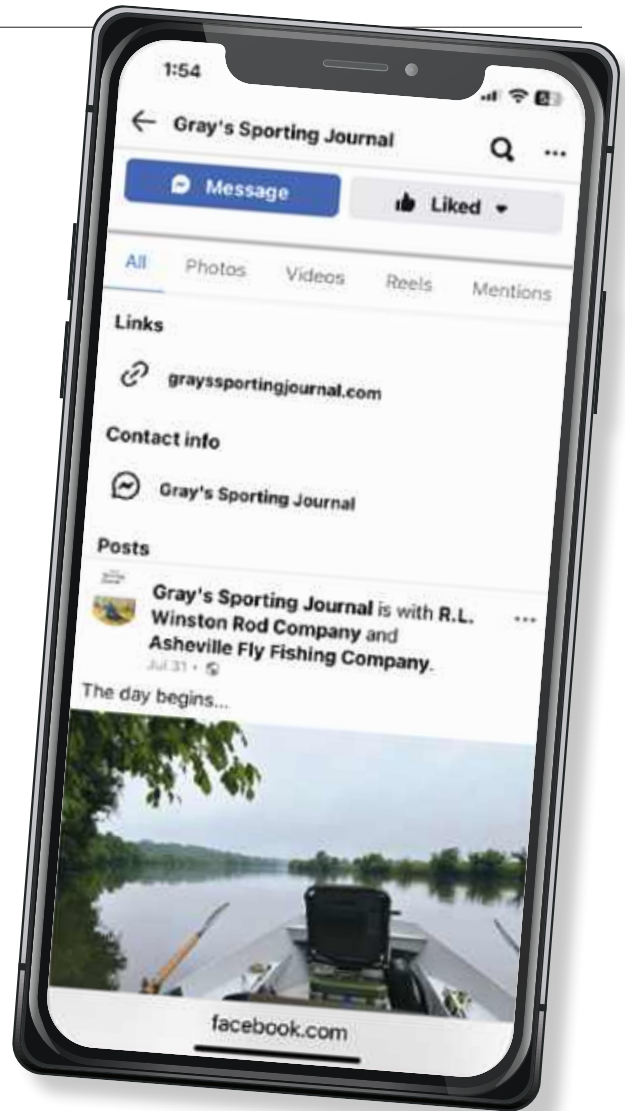 1:54
Gray's Sporting Journal
Message
Liked
All Photos Videos Reels Mentions
Links
grayssportingjournal.com
Contact info
Gray's Sporting Journal
Posts
Gray's Sporting Journal is with R.L.
Winston Rod Company and
Asheville Fly Fishing Company.
Jul 31 •
The day begins...
facebook.com